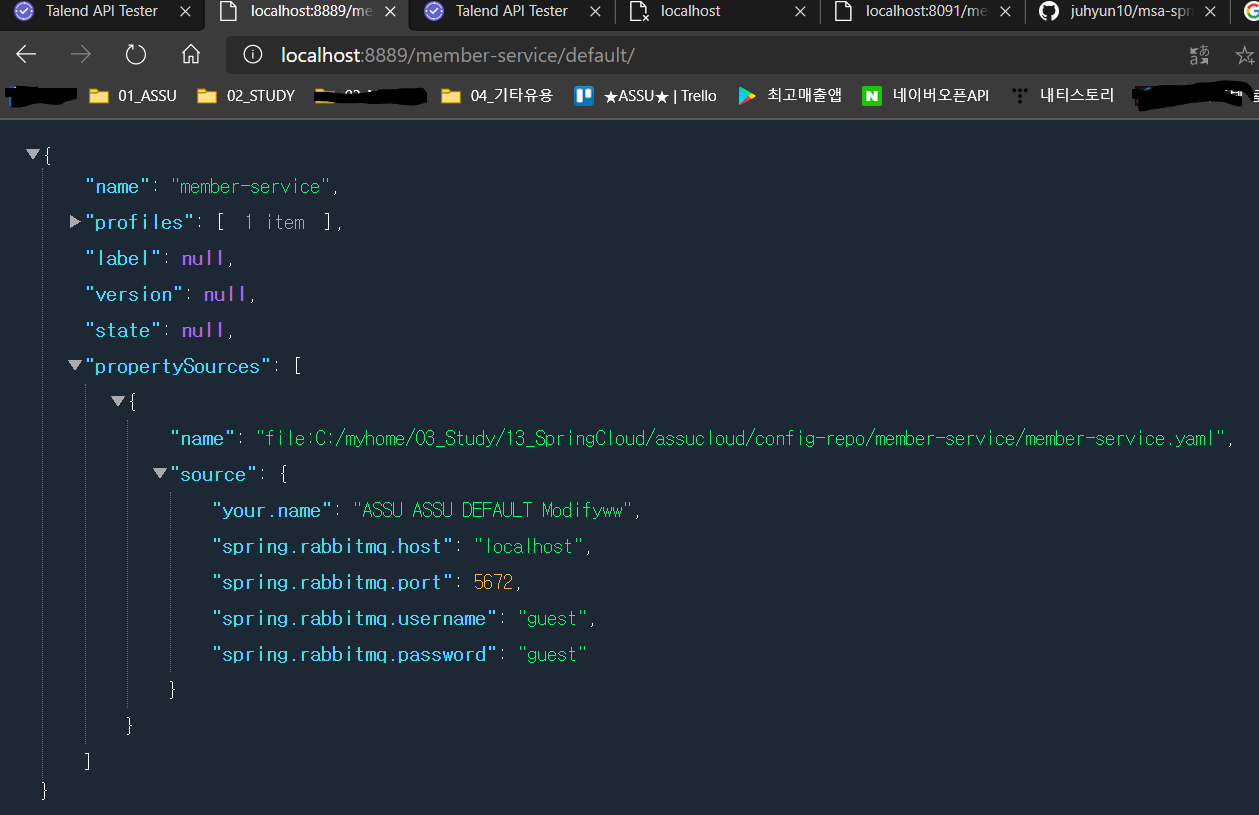 Talend API Tester localhost:8889/me Talend API Tester localhost localhost:8091/me juhyun10/msa-spri
localhost:8889/member-service/default/
01_ASSU 02_STUDY 04_기타유용 ★ASSU★ | Trello 최고매출앱 네이버오픈API 내티스토리
{
"name": "member-service",
"profiles": [ 1 item ],
"label": null,
"version": null,
"state": null,
"propertySources": [
{
"name": "file:C:/myhome/03_Study/13_SpringCloud/assucloud/config-repo/member-service/member-service.yaml",
"source": {
"your.name": "ASSU ASSU DEFAULT Modifyww",
"spring.rabbitmq.host": "localhost",
"spring.rabbitmq.port": 5672,
"spring.rabbitmq.username": "guest",
"spring.rabbitmq.password": "guest"
}
}
]
}